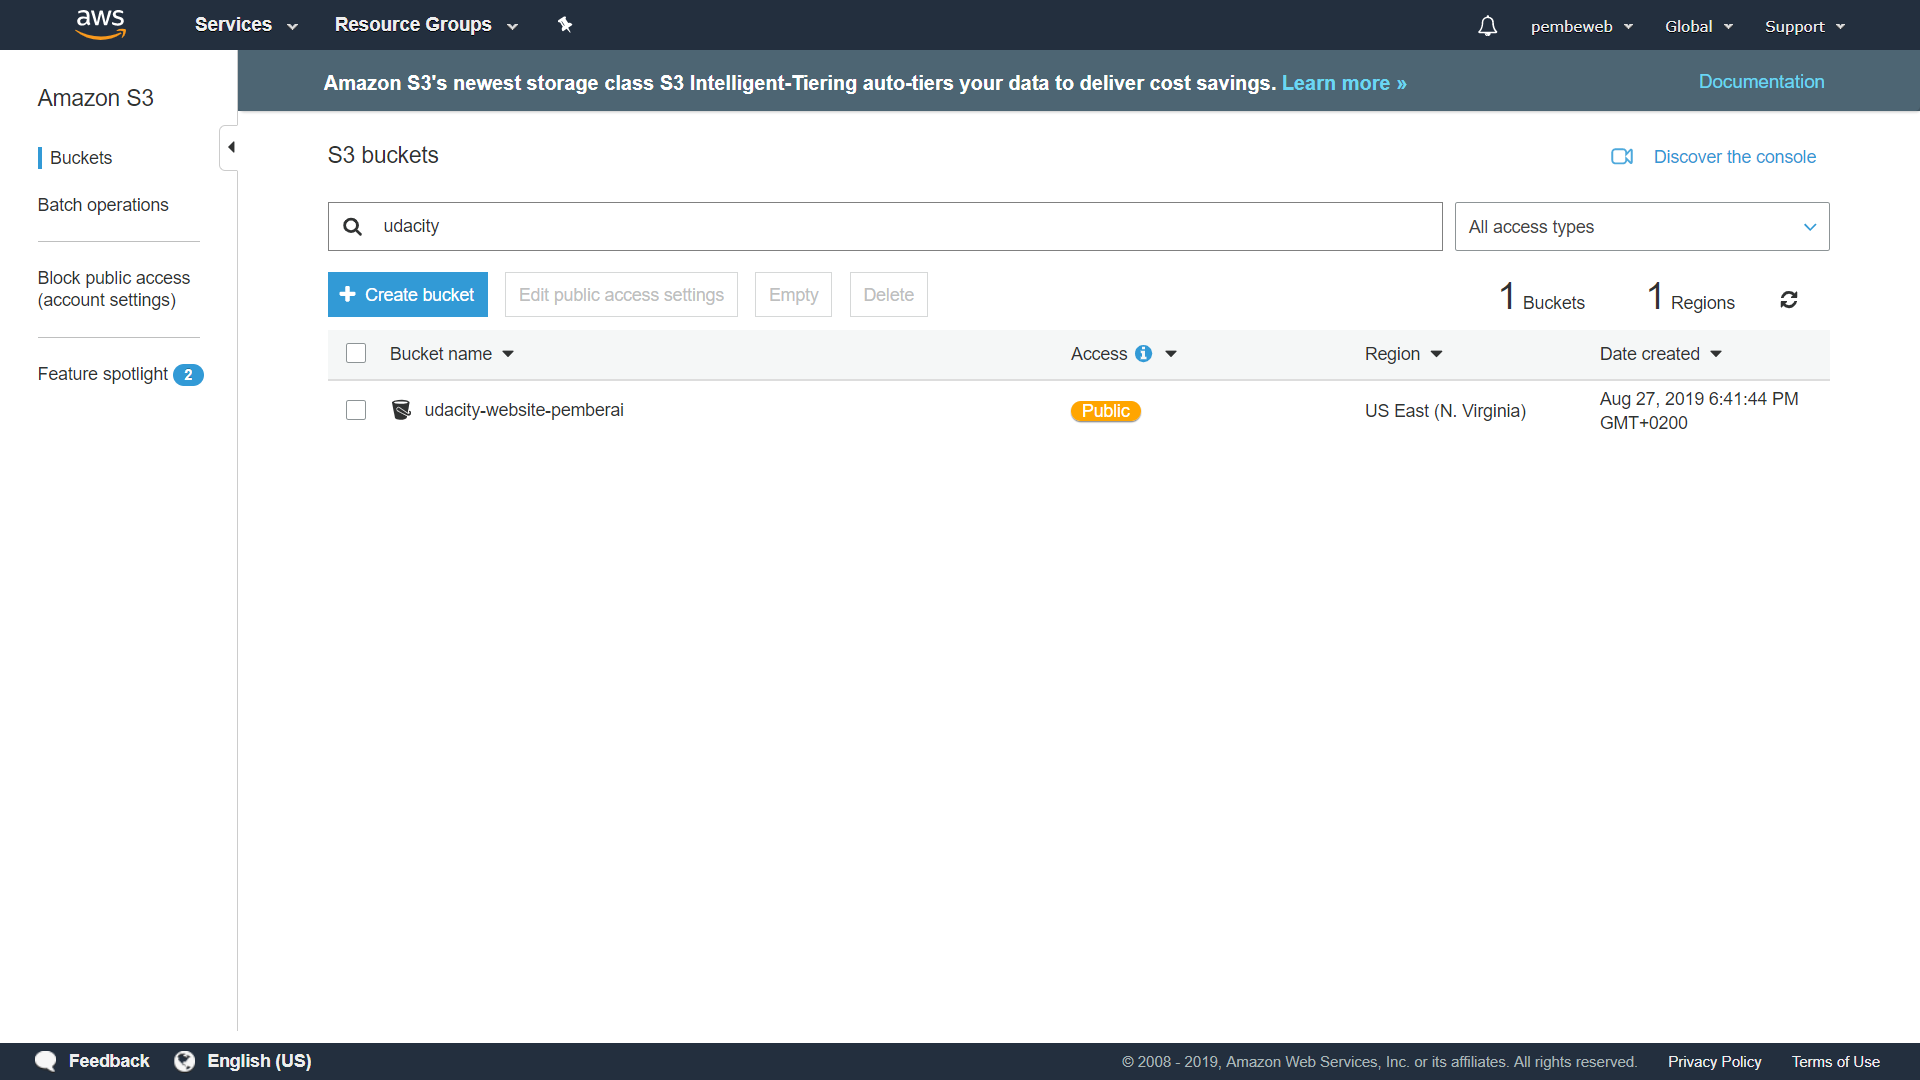 aws
Services
Resource Groups
pembeweb
Global
Support
Amazon S3's newest storage class S3 Intelligent-Tiering auto-tiers your data to deliver cost savings. Learn more »
Documentation
Amazon S3
Buckets
Batch operations
Block public access
(account settings)
Feature spotlight 2
S3 buckets
Discover the console
udacity
All access types
+ Create bucket
Edit public access settings
Empty
Delete
1 Buckets
1 Regions
Bucket name
Access
Region
Date created
udacity-website-pemberai
Public
US East (N. Virginia)
Aug 27, 2019 6:41:44 PM
GMT+0200
Feedback
English (US)
© 2008 - 2019, Amazon Web Services, Inc. or its affiliates. All rights reserved.
Privacy Policy
Terms of Use